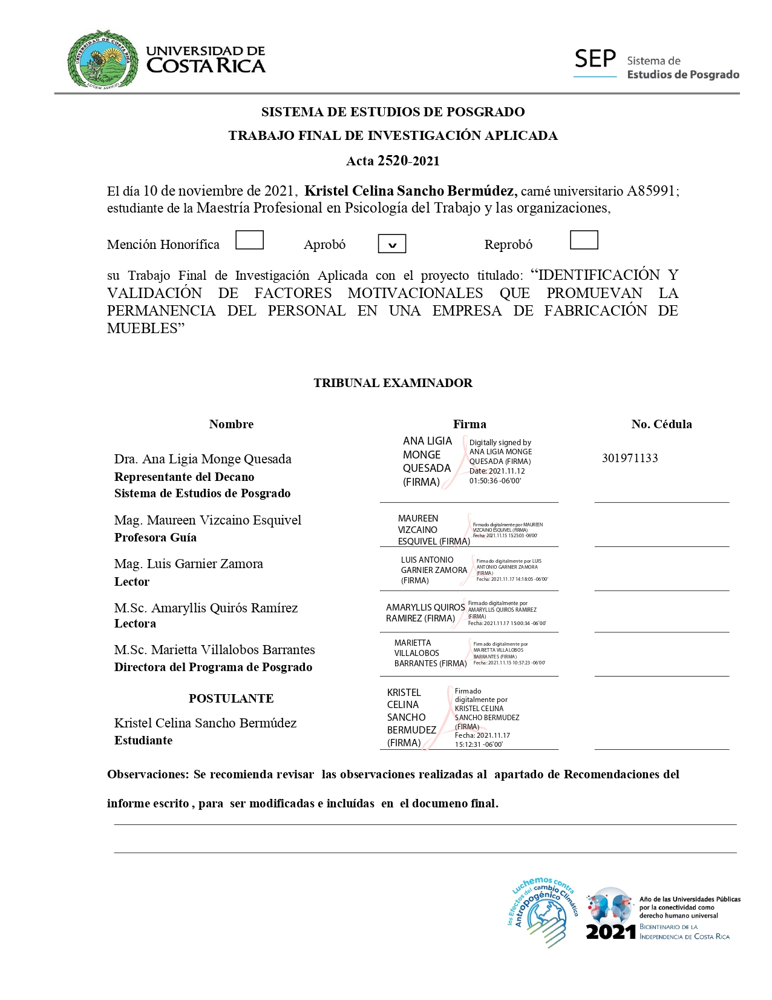 UNIVERSIDAD DE COSTA RICA LUCEM ASPICIO
UNIVERSIDAD DE
COSTA RICA
SEP Sistema de
Estudios de Posgrado
SISTEMA DE ESTUDIOS DE POSGRADO
TRABAJO FINAL DE INVESTIGACIÓN APLICADA
Acta 2520-2021
El día 10 de noviembre de 2021, Kristel Celina Sancho Bermúdez, carné universitario A85991;
estudiante de la Maestría Profesional en Psicología del Trabajo y las organizaciones,
Mención Honorífica Aprobó x Reprobó
su Trabajo Final de Investigación Aplicada con el proyecto titulado: “IDENTIFICACIÓN Y
VALIDACIÓN DE FACTORES MOTIVACIONALES QUE PROMUEVAN LA
PERMANENCIA DEL PERSONAL EN UNA EMPRESA DE FABRICACIÓN DE
MUEBLES”
TRIBUNAL EXAMINADOR
Nombre Firma No. Cédula
Dra. Ana Ligia Monge Quesada
Representante del Decano
Sistema de Estudios de Posgrado
ANA LIGIA
MONGE
QUESADA
(FIRMA)
Digitally signed by
ANA LIGIA MONGE
QUESADA (FIRMA)
Date: 2021.11.12
01:50:36 -06'00'
301971133
Mag. Maureen Vizcaino Esquivel
Profesora Guía
MAUREEN
VIZCAINO
ESQUIVEL (FIRMA)
Firmado digitalmente por MAUREEN
VIZCAINO ESQUIVEL (FIRMA)
Fecha: 2021.11.15 15:25:03 -06'00'
Mag. Luis Garnier Zamora
Lector
LUIS ANTONIO
GARNIER ZAMORA
(FIRMA)
Firmado digitalmente por LUIS
ANTONIO GARNIER ZAMORA
(FIRMA)
Fecha: 2021.11.17 14:18:05 -06'00'
M.Sc. Amaryllis Quirós Ramírez
Lectora
AMARYLLIS QUIROS
RAMIREZ (FIRMA)
Firmado digitalmente por
AMARYLLIS QUIROS RAMIREZ
(FIRMA)
Fecha: 2021.11.17 15:00:34 -06'00'
M.Sc. Marietta Villalobos Barrantes
Directora del Programa de Posgrado
MARIETTA
VILLALOBOS
BARRANTES (FIRMA)
Firmado digitalmente por
MARIETTA VILLALOBOS
BARRANTES (FIRMA)
Fecha: 2021.11.15 10:57:23 -06'00'
POSTULANTE
Kristel Celina Sancho Bermúdez
Estudiante
KRISTEL
CELINA
SANCHO
BERMUDEZ
(FIRMA)
Firmado
digitalmente por
KRISTEL CELINA
SANCHO BERMUDEZ
(FIRMA)
Fecha: 2021.11.17
15:12:31 -06'00'
Observaciones: Se recomienda revisar las observaciones realizadas al apartado de Recomendaciones del
informe escrito , para ser modificadas e incluídas en el documeno final.
Luchemos contra
los Efectos del cambio Climático
Antropogénico
2021
Año de las Universidades Públicas
por la conectividad como
derecho humano universal
BICENTENARIO DE LA
INDEPENDENCIA DE COSTA RICA